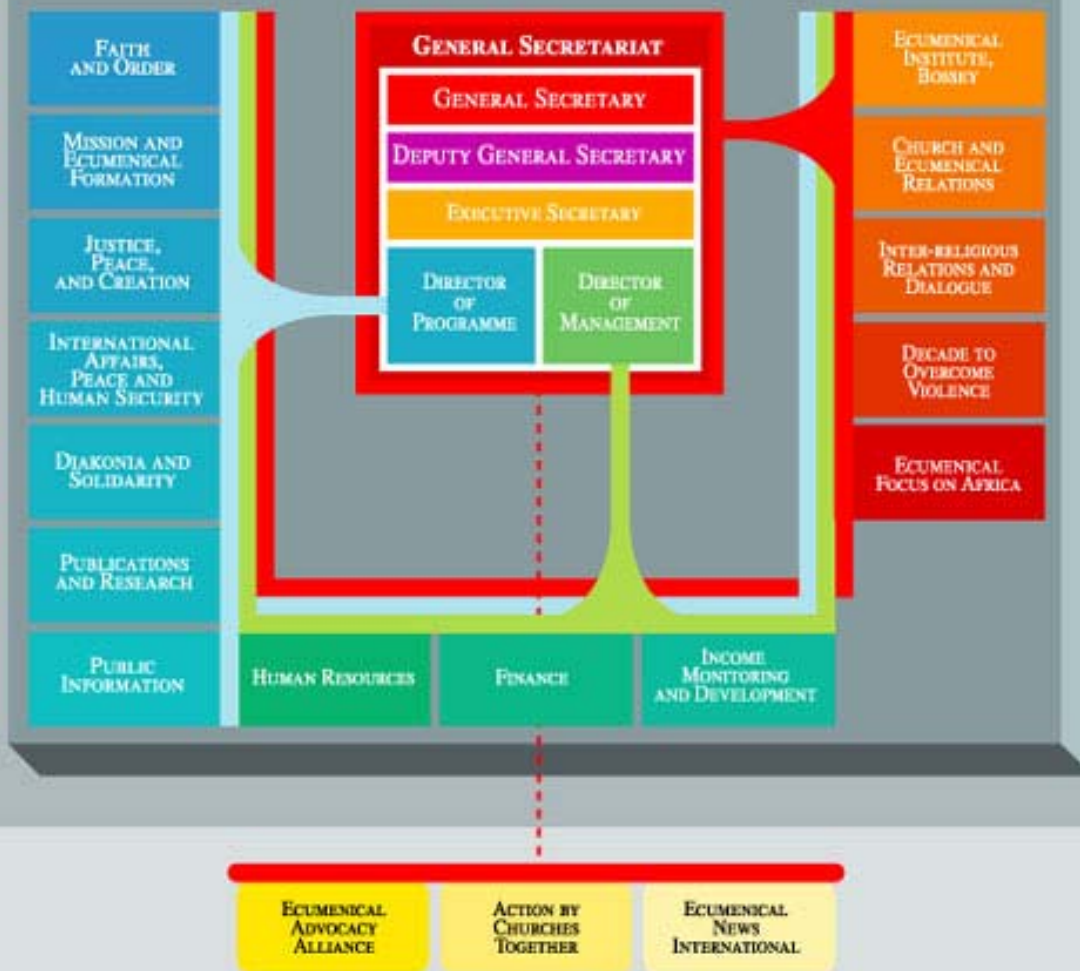 FAITH
AND ORDER
MISSION AND
ECUMENICAL
FORMATION
JUSTICE,
PEACE,
AND CREATION
INTERNATIONAL
AFFAIRS,
PEACE AND
HUMAN SECURITY
DIAKONIA AND
SOLIDARITY
PUBLICATIONS
AND RESEARCH
PUBLIC
INFORMATION
GENERAL SECRETARIAT
GENERAL SECRETARY
DEPUTY GENERAL SECRETARY
EXECUTIVE SECRETARY
DIRECTOR
OF
PROGRAMME
DIRECTOR
OF
MANAGEMENT
ECUMENICAL
INSTITUTE,
BOSSEY
CHURCH AND
ECUMENICAL
RELATIONS
INTER-RELIGIOUS
RELATIONS AND
DIALOGUE
DECADE TO
OVERCOME
VIOLENCE
ECUMENICAL
FOCUS ON AFRICA
HUMAN RESOURCES
FINANCE
INCOME
MONITORING
AND DEVELOPMENT
ECUMENICAL
ADVOCACY
ALLIANCE
ACTION BY
CHURCHES
TOGETHER
ECUMENICAL
NEWS
INTERNATIONAL